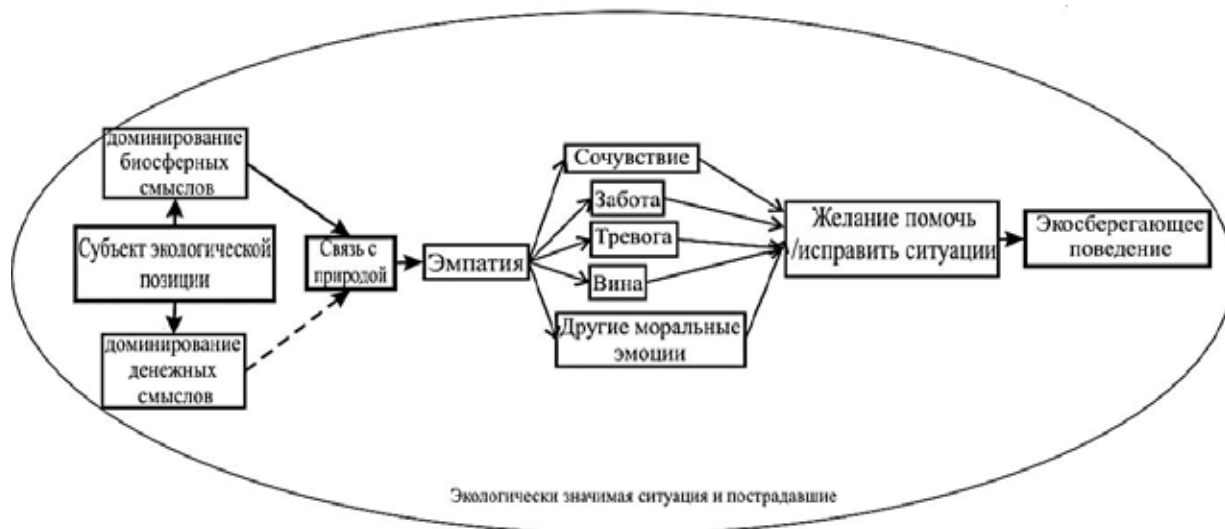 доминирование
биосферных
смыслов
Субъект экологической
позиции
доминирование
денежных
смыслов
Связь с
природой
Эмпатия
Сочувствие
Забота
Тревога
Вина
Другие моральные
эмоции
Желание помочь
/исправить ситуации
Экосберегающее
поведение
Экологически значимая ситуация и пострадавшие